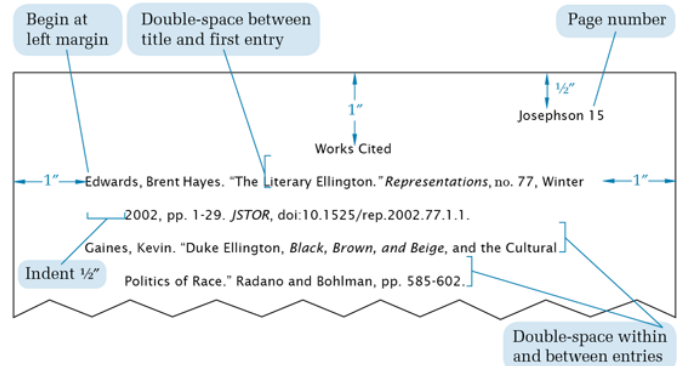 Begin at
left margin
Double-space between
title and first entry
Page number
½″
1″
Josephson 15
Works Cited
1″
Edwards, Brent Hayes. “The Literary Ellington.” Representations, no. 77, Winter
1″
2002, pp. 1-29. JSTOR, doi:10.1525/rep.2002.77.1.1.
Gaines, Kevin. “Duke Ellington, Black, Brown, and Beige, and the Cultural
Indent ½″
Politics of Race.” Radano and Bohlman, pp. 585-602.
Double-space within
and between entries